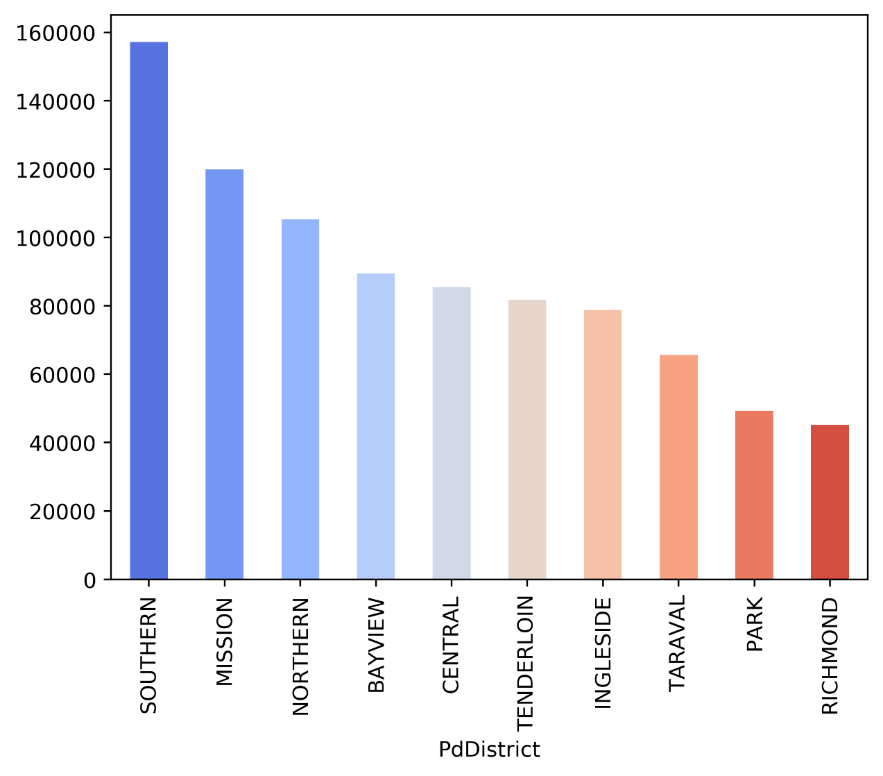 160000
140000
120000
100000
80000
60000
40000
20000
0
SOUTHERN
MISSION
NORTHERN
BAYVIEW
CENTRAL
TENDERLOIN
INGLESIDE
TARAVAL
PARK
RICHMOND
PdDistrict